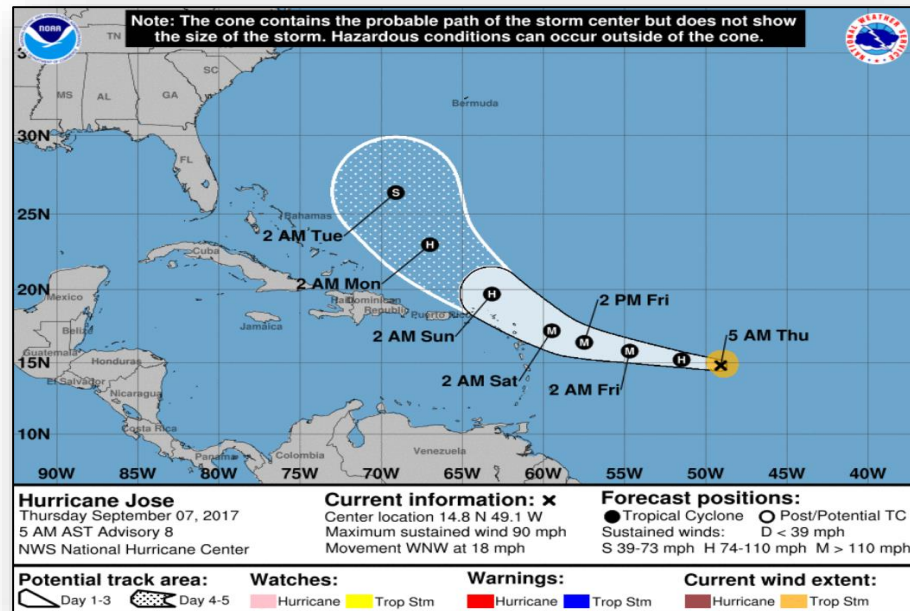 Note: The cone contains the probable path of the storm center but does not show
the size of the storm. Hazardous conditions can occur outside of the cone.
NOAA
NATIONAL WEATHER SERVICE
TN
SC
MS AL GA
Bermuda
30N
FL
S
25N
Bahamas
2 AM Tue
H
Cuba
2 AM Mon
20N
H
Mexico
Dominican
Republic
Puerto Rico
2 PM Fri
Jamaica
Belize
2 AM Sun
M
M
5 AM Thu
M
H
Guatemala
Honduras
15N
2 AM Sat
El Salvador
2 AM Fri
Nicaragua
10N
Costa Rica
Panama
Colombia
Venezuela
90W 85W 80W 75W 70W 65W 60W 55W 50W 45W 40W
Hurricane Jose
Thursday September 07, 2017
5 AM AST Advisory 8
NWS National Hurricane Center
Current information: x
Center location 14.8 N 49.1 W
Maximum sustained wind 90 mph
Movement WNW at 18 mph
Forecast positions:
Tropical Cyclone Post/Potential TC
Sustained winds: D < 39 mph
S 39-73 mph H 74-110 mph M > 110 mph
Potential track area:
Day 1-3 Day 4-5
Watches:
Hurricane Trop Stm
Warnings:
Hurricane Trop Stm
Current wind extent:
Hurricane Trop Stm